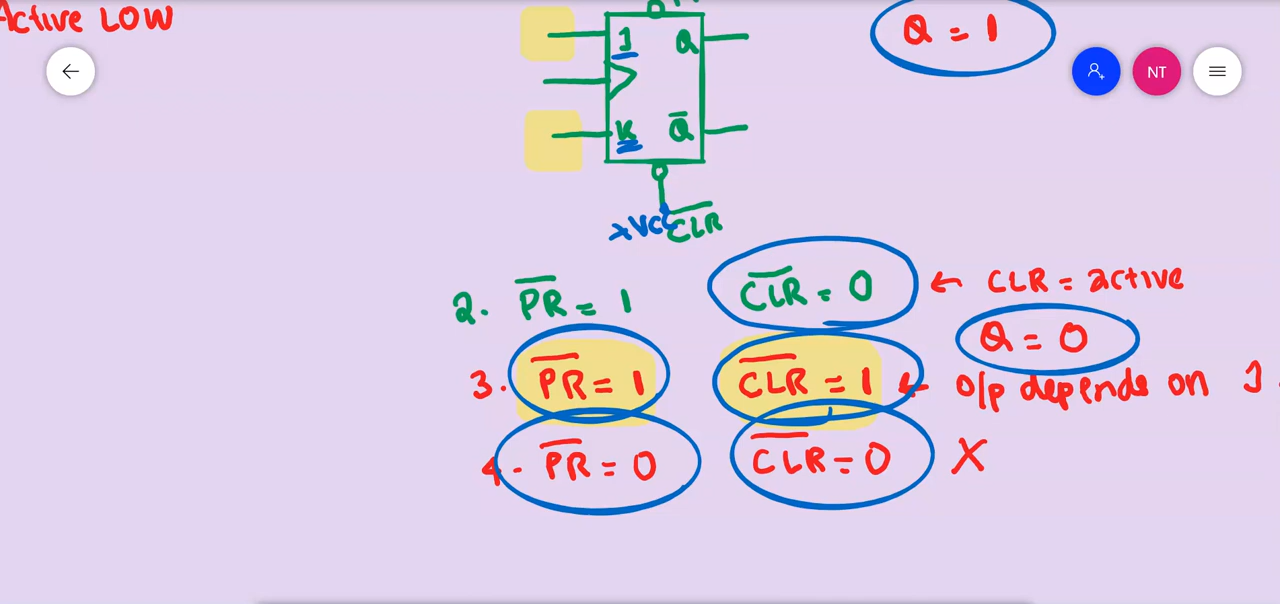 Active LOW
Q = 1
J Q
NT
K Q̅
+VCC C̅L̅R̅
2. P̅R̅ = 1 C̅L̅R̅ = 0 ← CLR = active
Q = 0
3. P̅R̅ = 1 C̅L̅R̅ = 1 ← O/p depends on J
4. P̅R̅ = 0 C̅L̅R̅ = 0 X